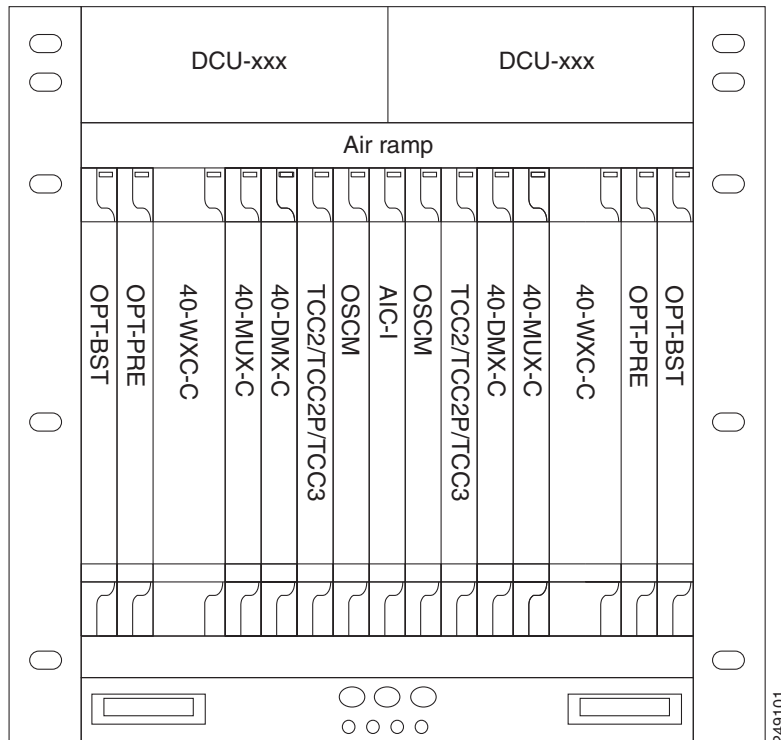 DCU-xxx
DCU-xxx
Air ramp
OPT-BST
OPT-PRE
40-WXC-C
40-MUX-C
40-DMX-C
TCC2/TCC2P/TCC3
OSCM
AIC-I
OSCM
TCC2/TCC2P/TCC3
40-DMX-C
40-MUX-C
40-WXC-C
OPT-PRE
OPT-BST
249101